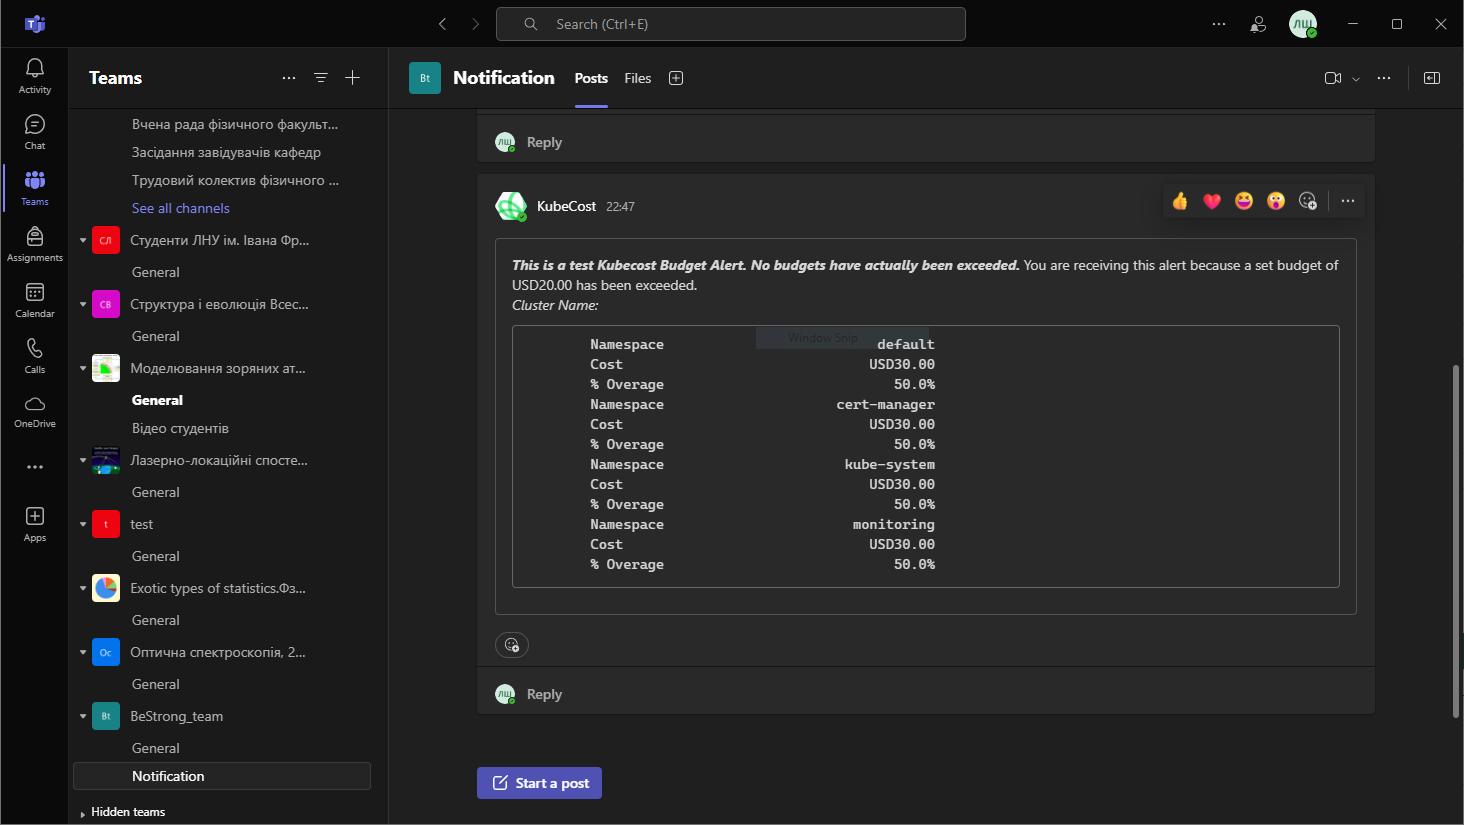 Search (Ctrl+E)
ЛШ
Activity
Chat
Teams
Assignments
Calendar
Calls
OneDrive
Apps
Teams
Вчена рада фізичного факульт...
Засідання завідувачів кафедр
Трудовий колектив фізичного ...
See all channels
СЛ Студенти ЛНУ ім. Івана Фр...
General
СВ Структура і еволюція Всес...
General
Моделювання зоряних ат...
General
Відео студентів
Лазерно-локаційні спосте...
General
t test
General
Exotic types of statistics.Фз...
General
Ос Оптична спектроскопія, 2...
General
Bt BeStrong_team
General
Notification
Hidden teams
Bt Notification Posts Files
ЛШ Reply
KubeCost 22:47
This is a test Kubecost Budget Alert. No budgets have actually been exceeded. You are receiving this alert because a set budget of
USD20.00 has been exceeded.
Cluster Name:
Window Snip
Namespace default
Cost USD30.00
% Overage 50.0%
Namespace cert-manager
Cost USD30.00
% Overage 50.0%
Namespace kube-system
Cost USD30.00
% Overage 50.0%
Namespace monitoring
Cost USD30.00
% Overage 50.0%
ЛШ Reply
Start a post